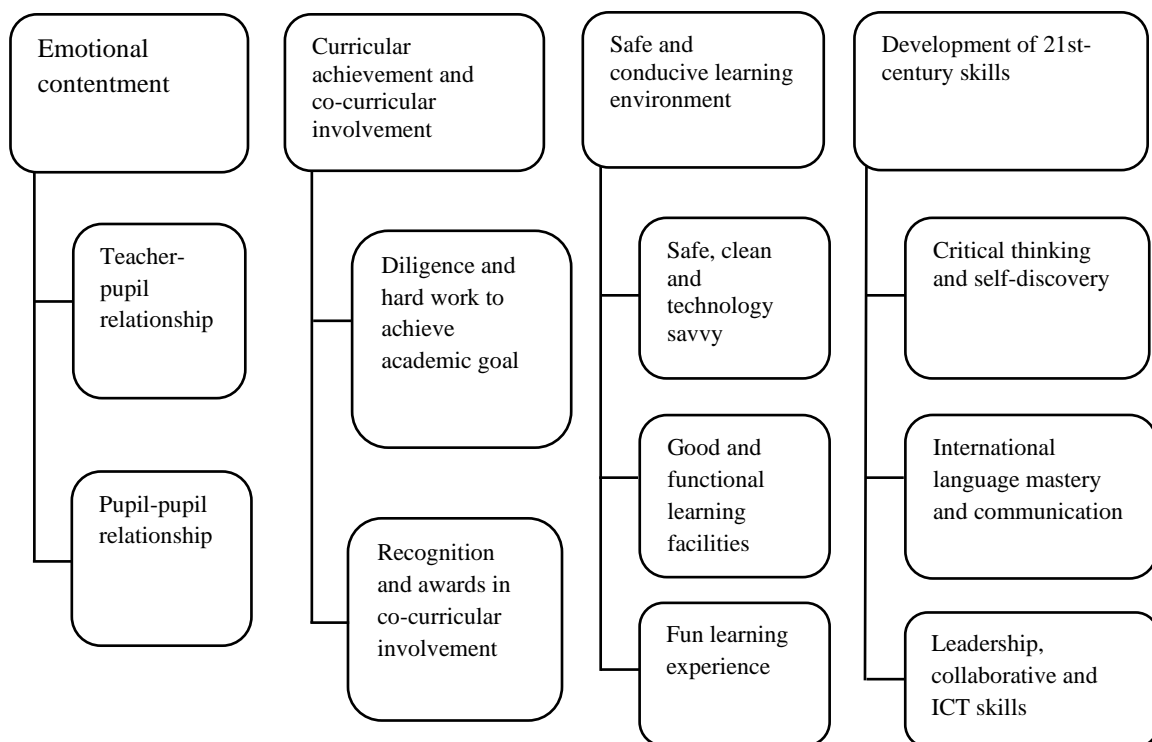 Emotional
contentment
Teacher-
pupil
relationship
Pupil-pupil
relationship
Curricular
achievement and
co-curricular
involvement
Diligence and
hard work to
achieve
academic goal
Recognition
and awards in
co-curricular
involvement
Safe and
conducive learning
environment
Safe, clean
and
technology
savvy
Good and
functional
learning
facilities
Fun learning
experience
Development of 21st-
century skills
Critical thinking
and self-discovery
International
language mastery
and communication
Leadership,
collaborative and
ICT skills